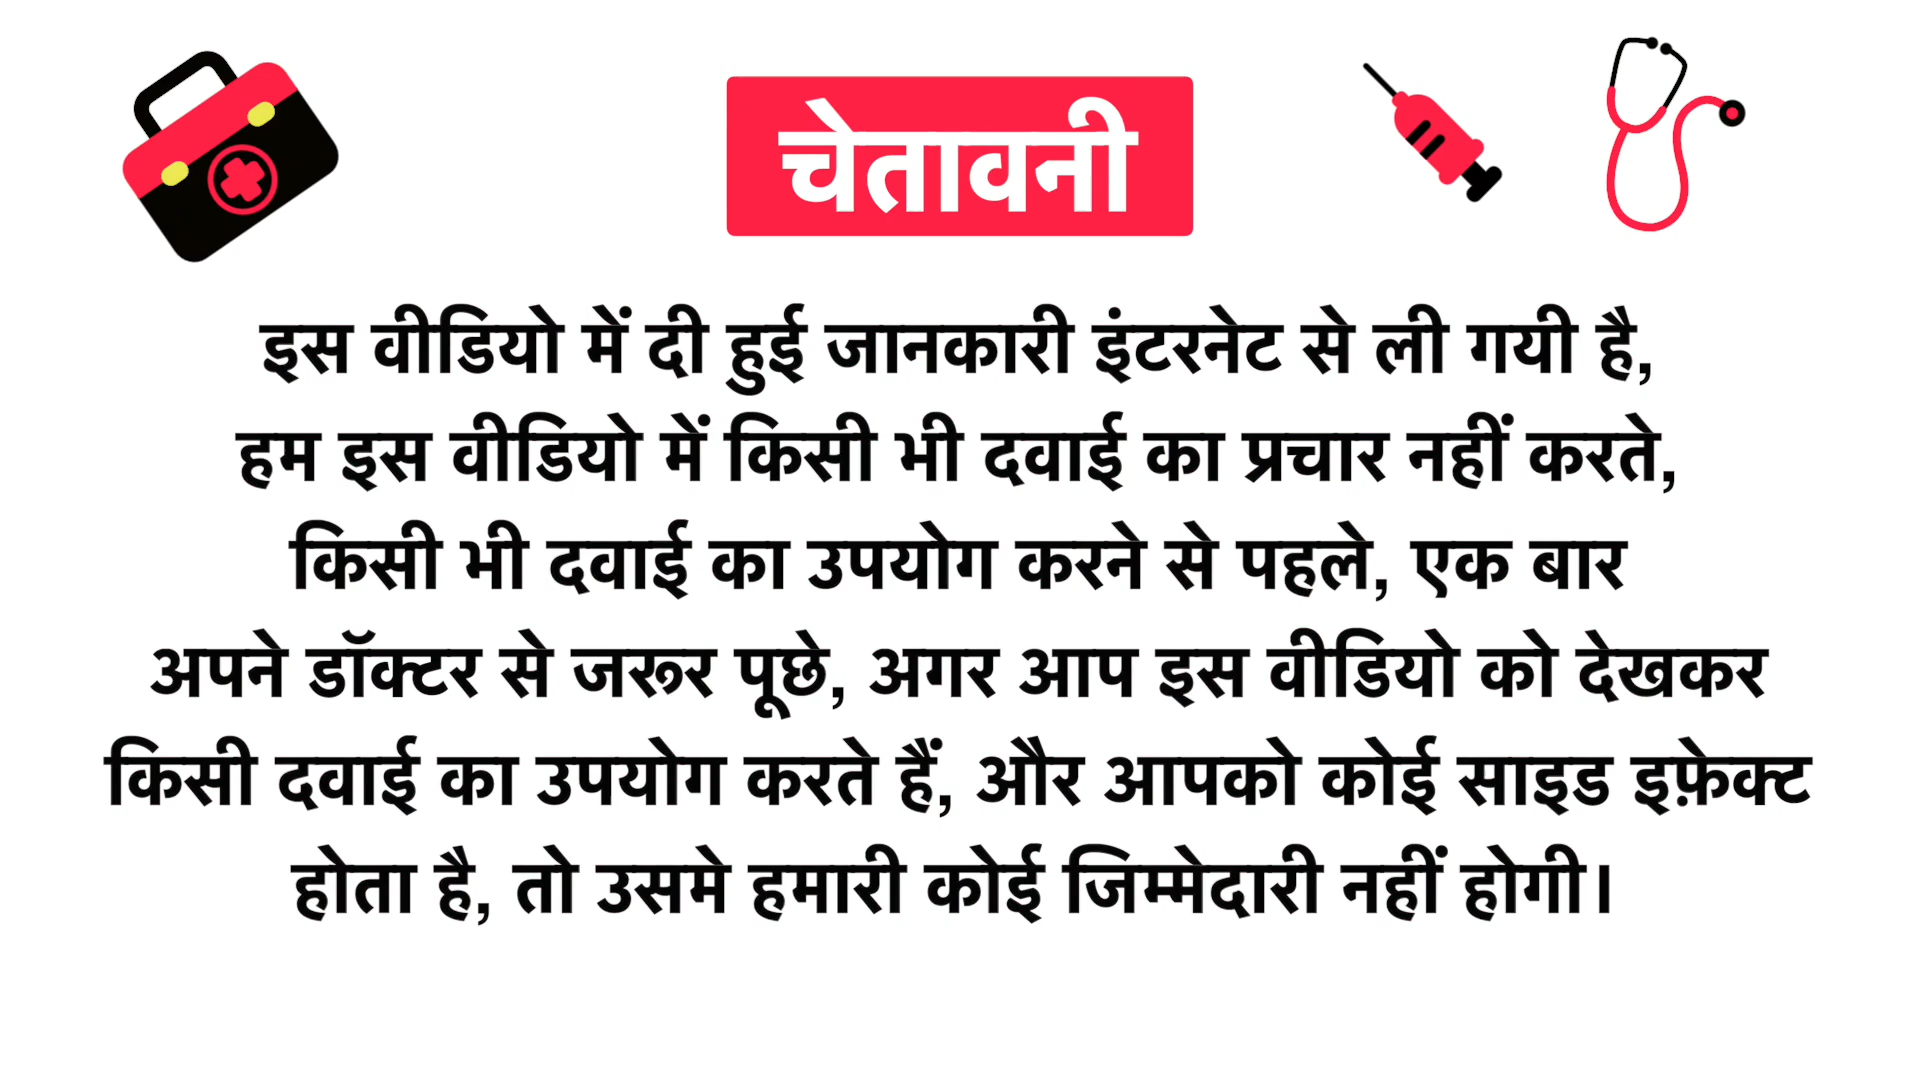 चेतावनी
इस वीडियो में दी हुई जानकारी इंटरनेट से ली गयी है,
हम इस वीडियो में किसी भी दवाई का प्रचार नहीं करते,
किसी भी दवाई का उपयोग करने से पहले, एक बार
अपने डॉक्टर से जरूर पूछे, अगर आप इस वीडियो को देखकर
किसी दवाई का उपयोग करते हैं, और आपको कोई साइड इफ़ेक्ट
होता है, तो उसमे हमारी कोई जिम्मेदारी नहीं होगी।